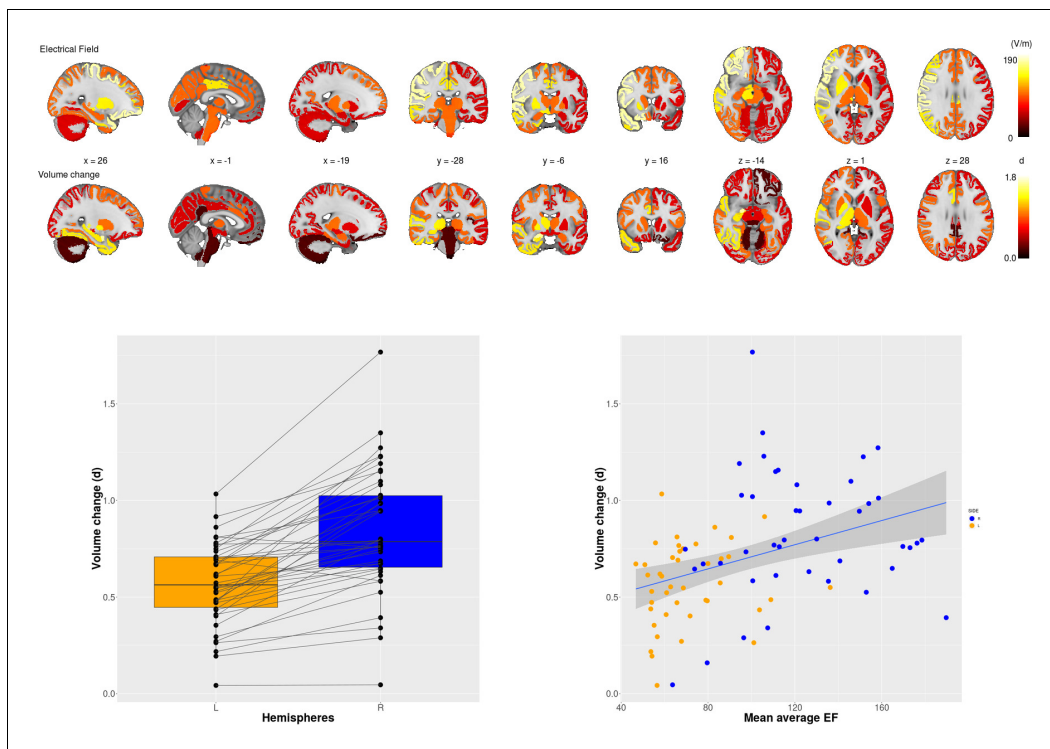 Electrical Field
(V/m)
190
0
x = 26 x = -1 x = -19 y = -28 y = -6 y = 16 z = -14 z = 1 z = 28 d
Volume change
1.8
0.0
1.5
1.0
0.5
0.0
Volume change (d)
L R
Hemispheres
1.5
1.0
0.5
0.0
Volume change (d)
40 80 120 160
Mean average EF
SIDE